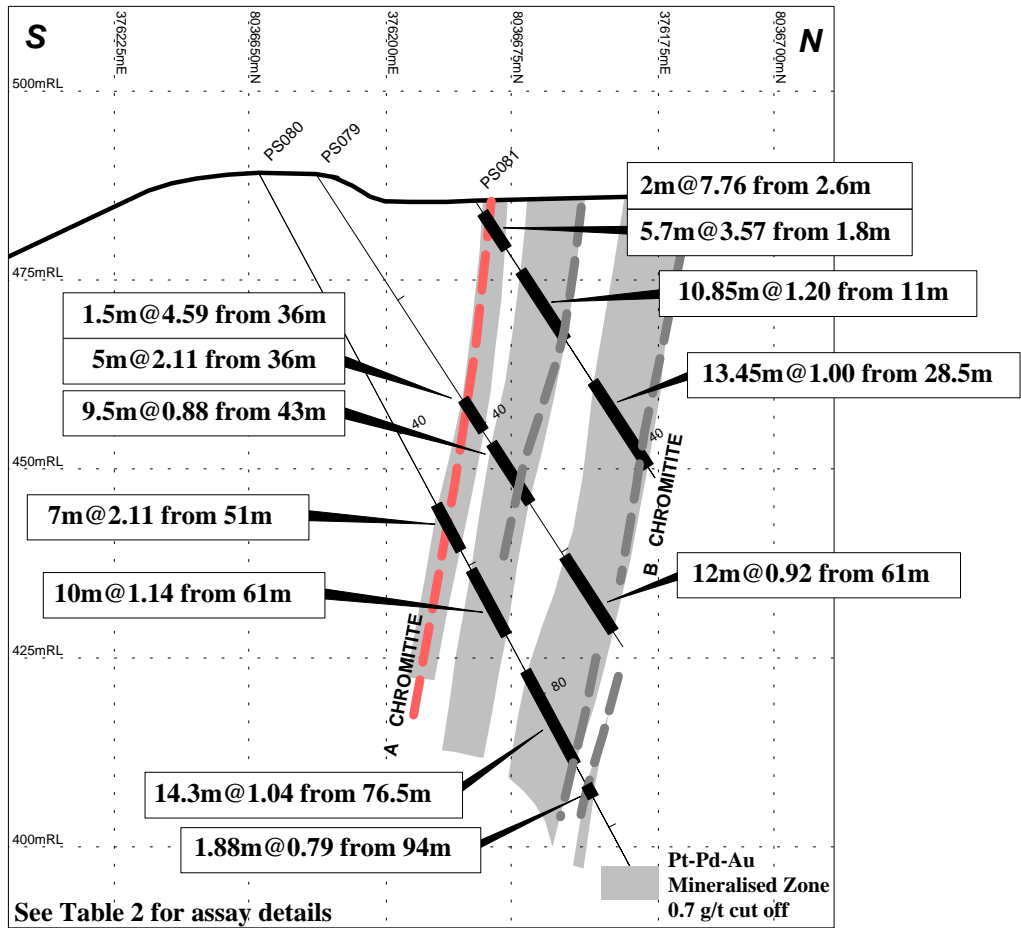 S
N
376225mE
8036650mN
376200mE
8036675mN
376175mE
8036700mN
500mRL
475mRL
450mRL
425mRL
400mRL
PS080
PS079
PS081
2m@7.76 from 2.6m
5.7m@3.57 from 1.8m
10.85m@1.20 from 11m
1.5m@4.59 from 36m
5m@2.11 from 36m
13.45m@1.00 from 28.5m
9.5m@0.88 from 43m
40
40
40
7m@2.11 from 51m
B CHROMITITE
10m@1.14 from 61m
12m@0.92 from 61m
A CHROMITITE
80
14.3m@1.04 from 76.5m
1.88m@0.79 from 94m
Pt-Pd-Au
Mineralised Zone
0.7 g/t cut off
See Table 2 for assay details